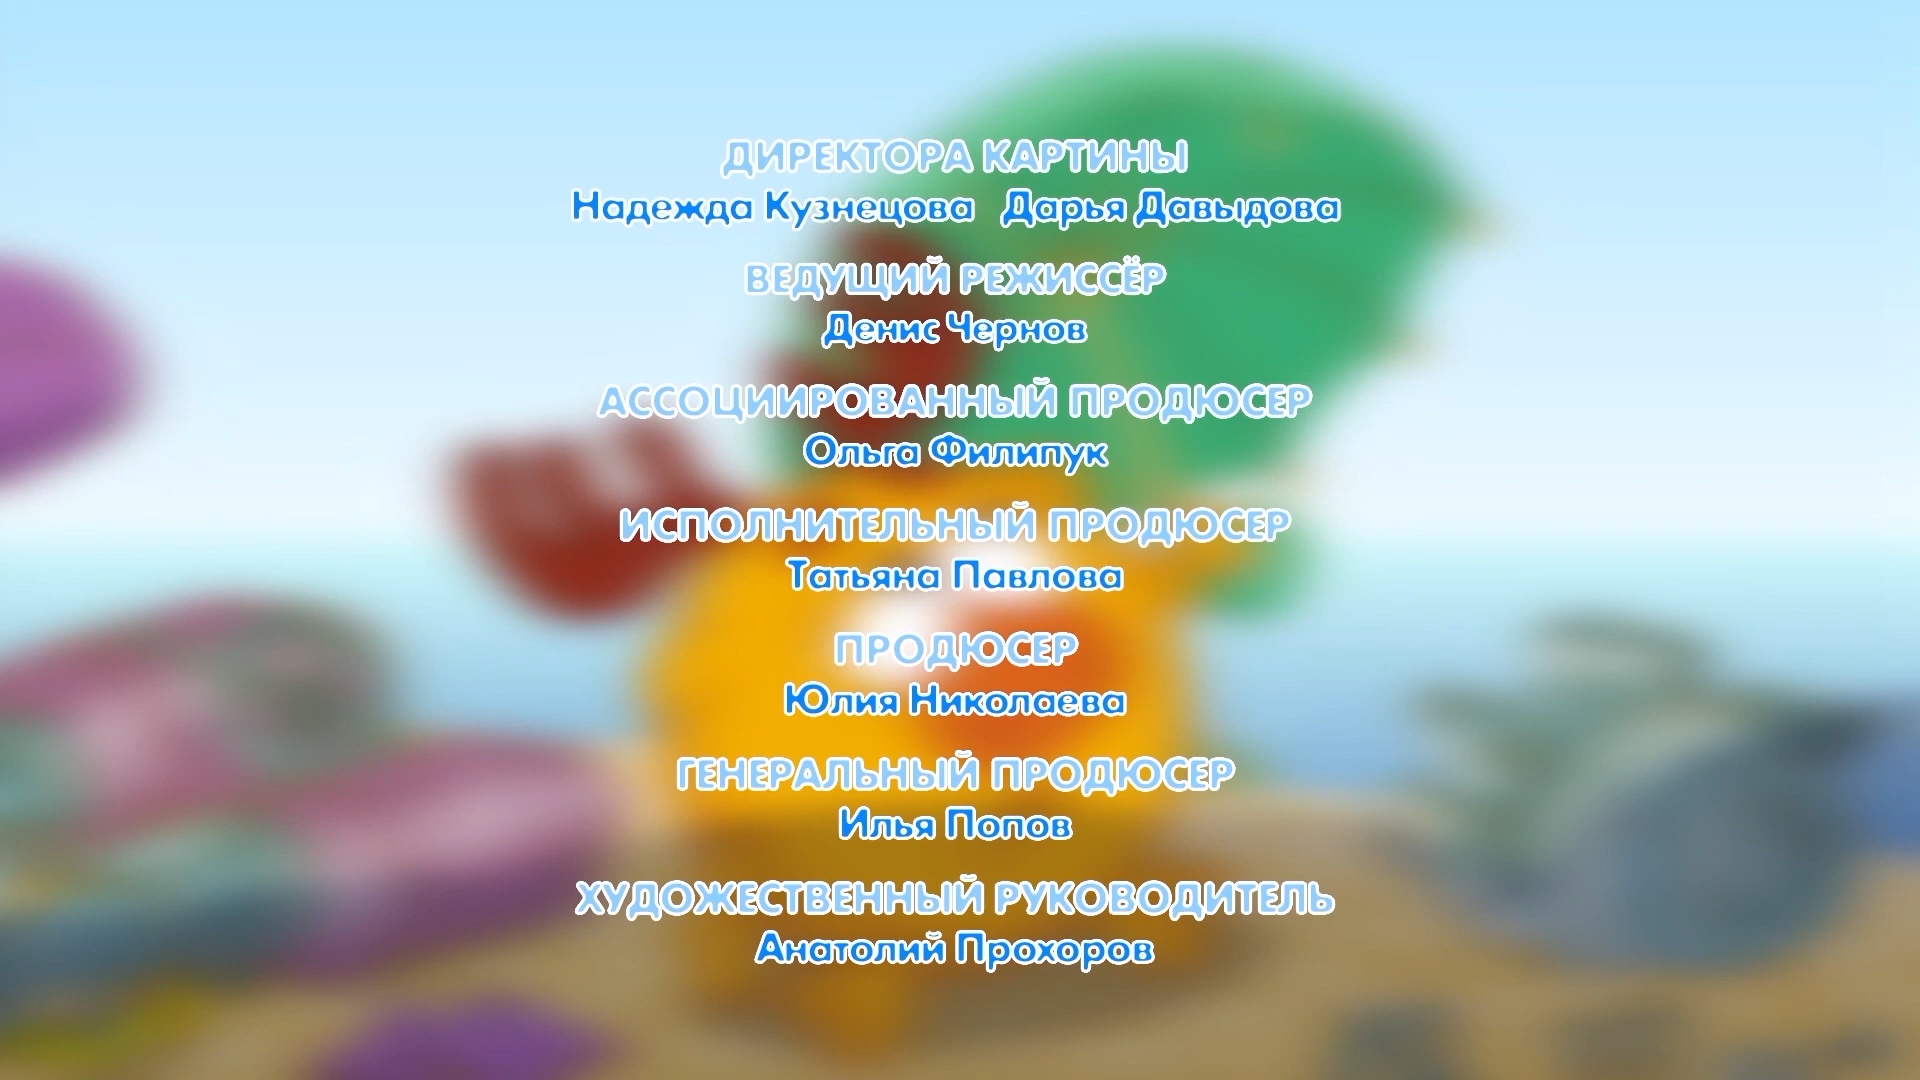 ДИРЕКТОРА КАРТИНЫ
Надежда Кузнецова Дарья Давыдова
ВЕДУЩИЙ РЕЖИССЁР
Денис Чернов
АССОЦИИРОВАННЫЙ ПРОДЮСЕР
Ольга Филипук
ИСПОЛНИТЕЛЬНЫЙ ПРОДЮСЕР
Татьяна Павлова
ПРОДЮСЕР
Юлия Николаева
ГЕНЕРАЛЬНЫЙ ПРОДЮСЕР
Илья Попов
ХУДОЖЕСТВЕННЫЙ РУКОВОДИТЕЛЬ
Анатолий Прохоров